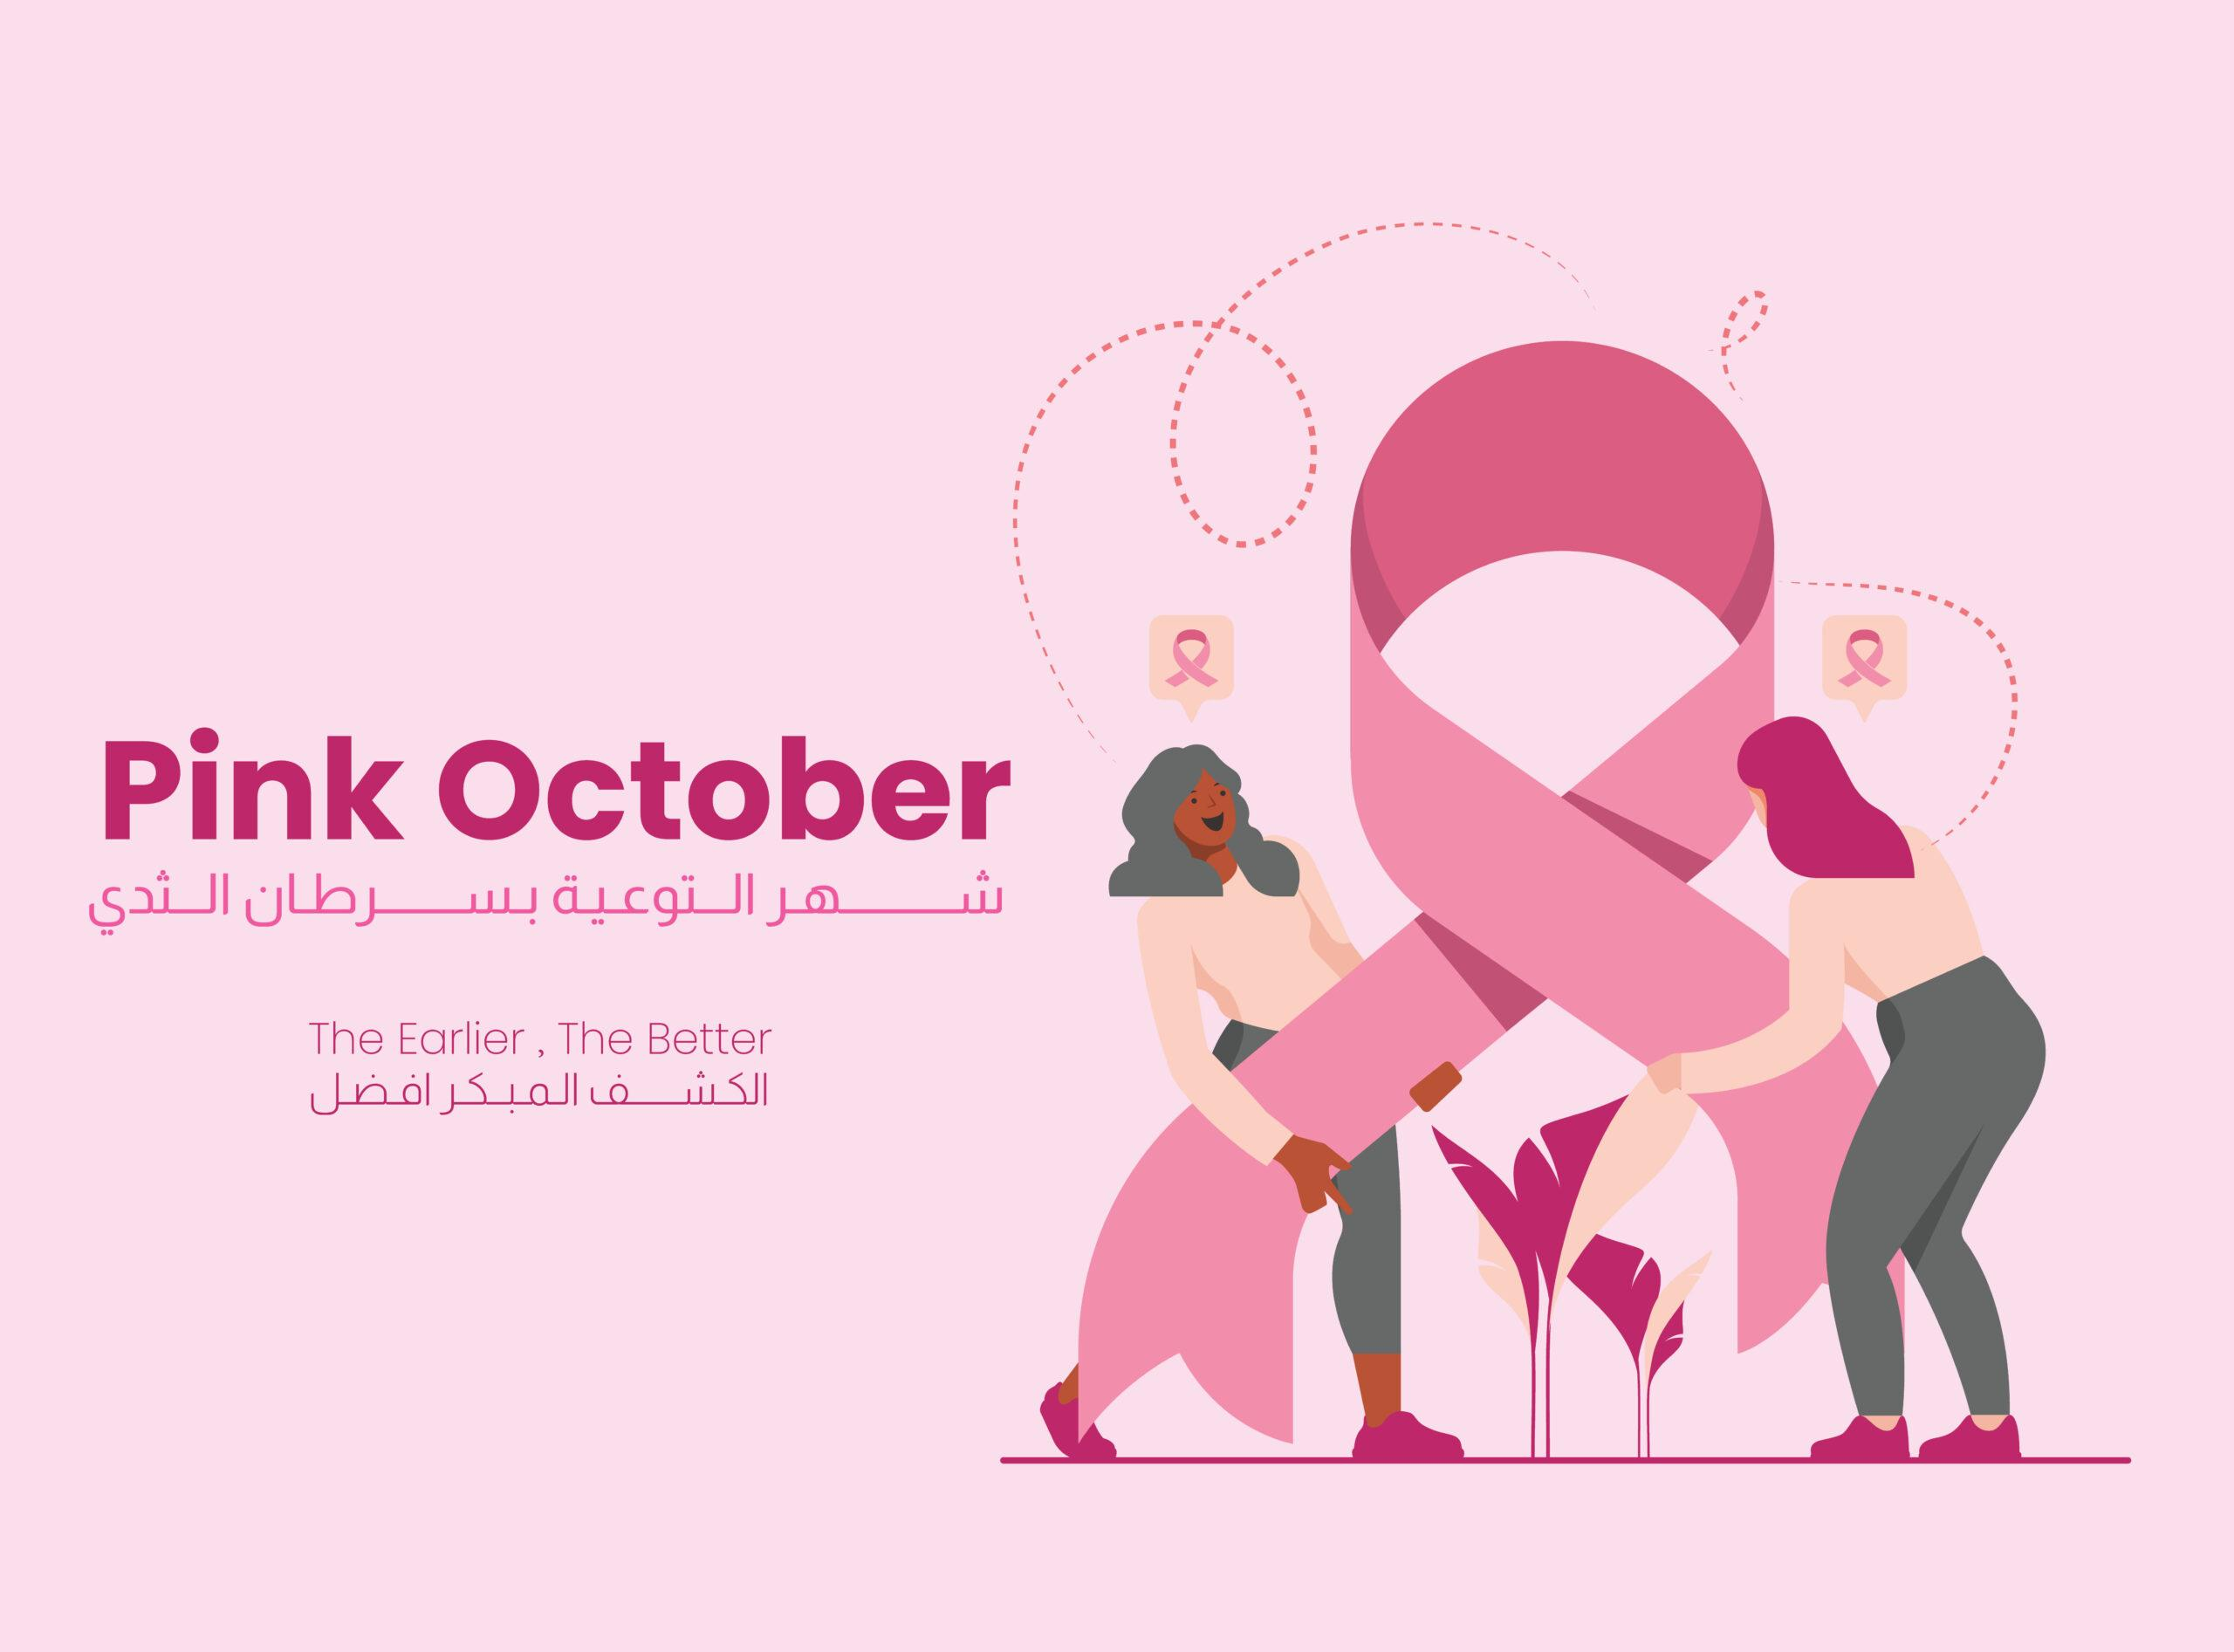 Pink October
شهر التوعية بسرطان الثدي
The Earlier , The Better
الكشف المبكر افضل